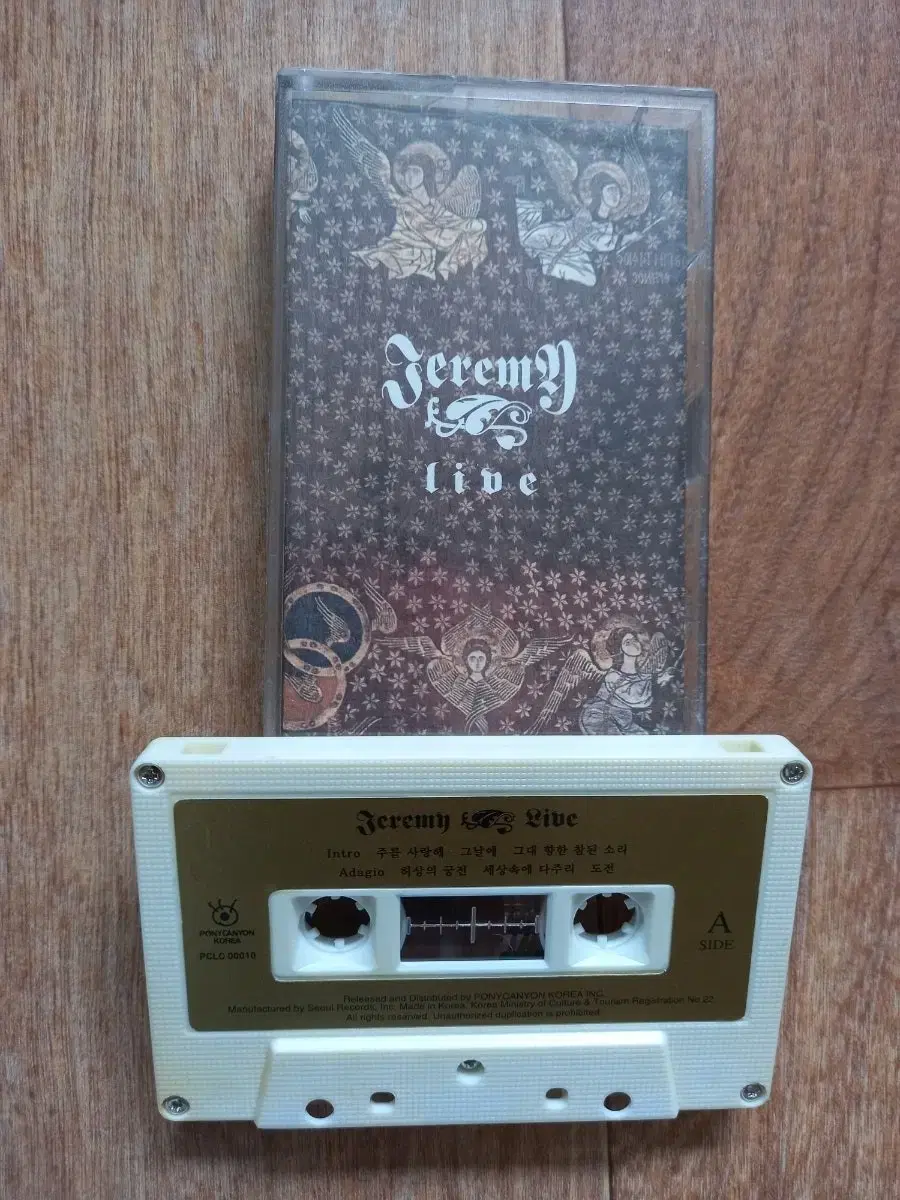 Jeremy
live
Jeremy Live
Intro 주를 사랑해 그날에 그대 향한 참된 소리
Adagio 허상의 궁전 세상속에 다주리 도전
PONYCANYON
KOREA
PCLC 00010
A
SIDE
Released and Distributed by PONYCANYON KOREA INC.
Manufactured by Seoul Records, Inc. Made in Korea. Korea Ministry of Culture & Tourism Registration No.22.
All rights reserved. Unauthorized duplication is prohibited.